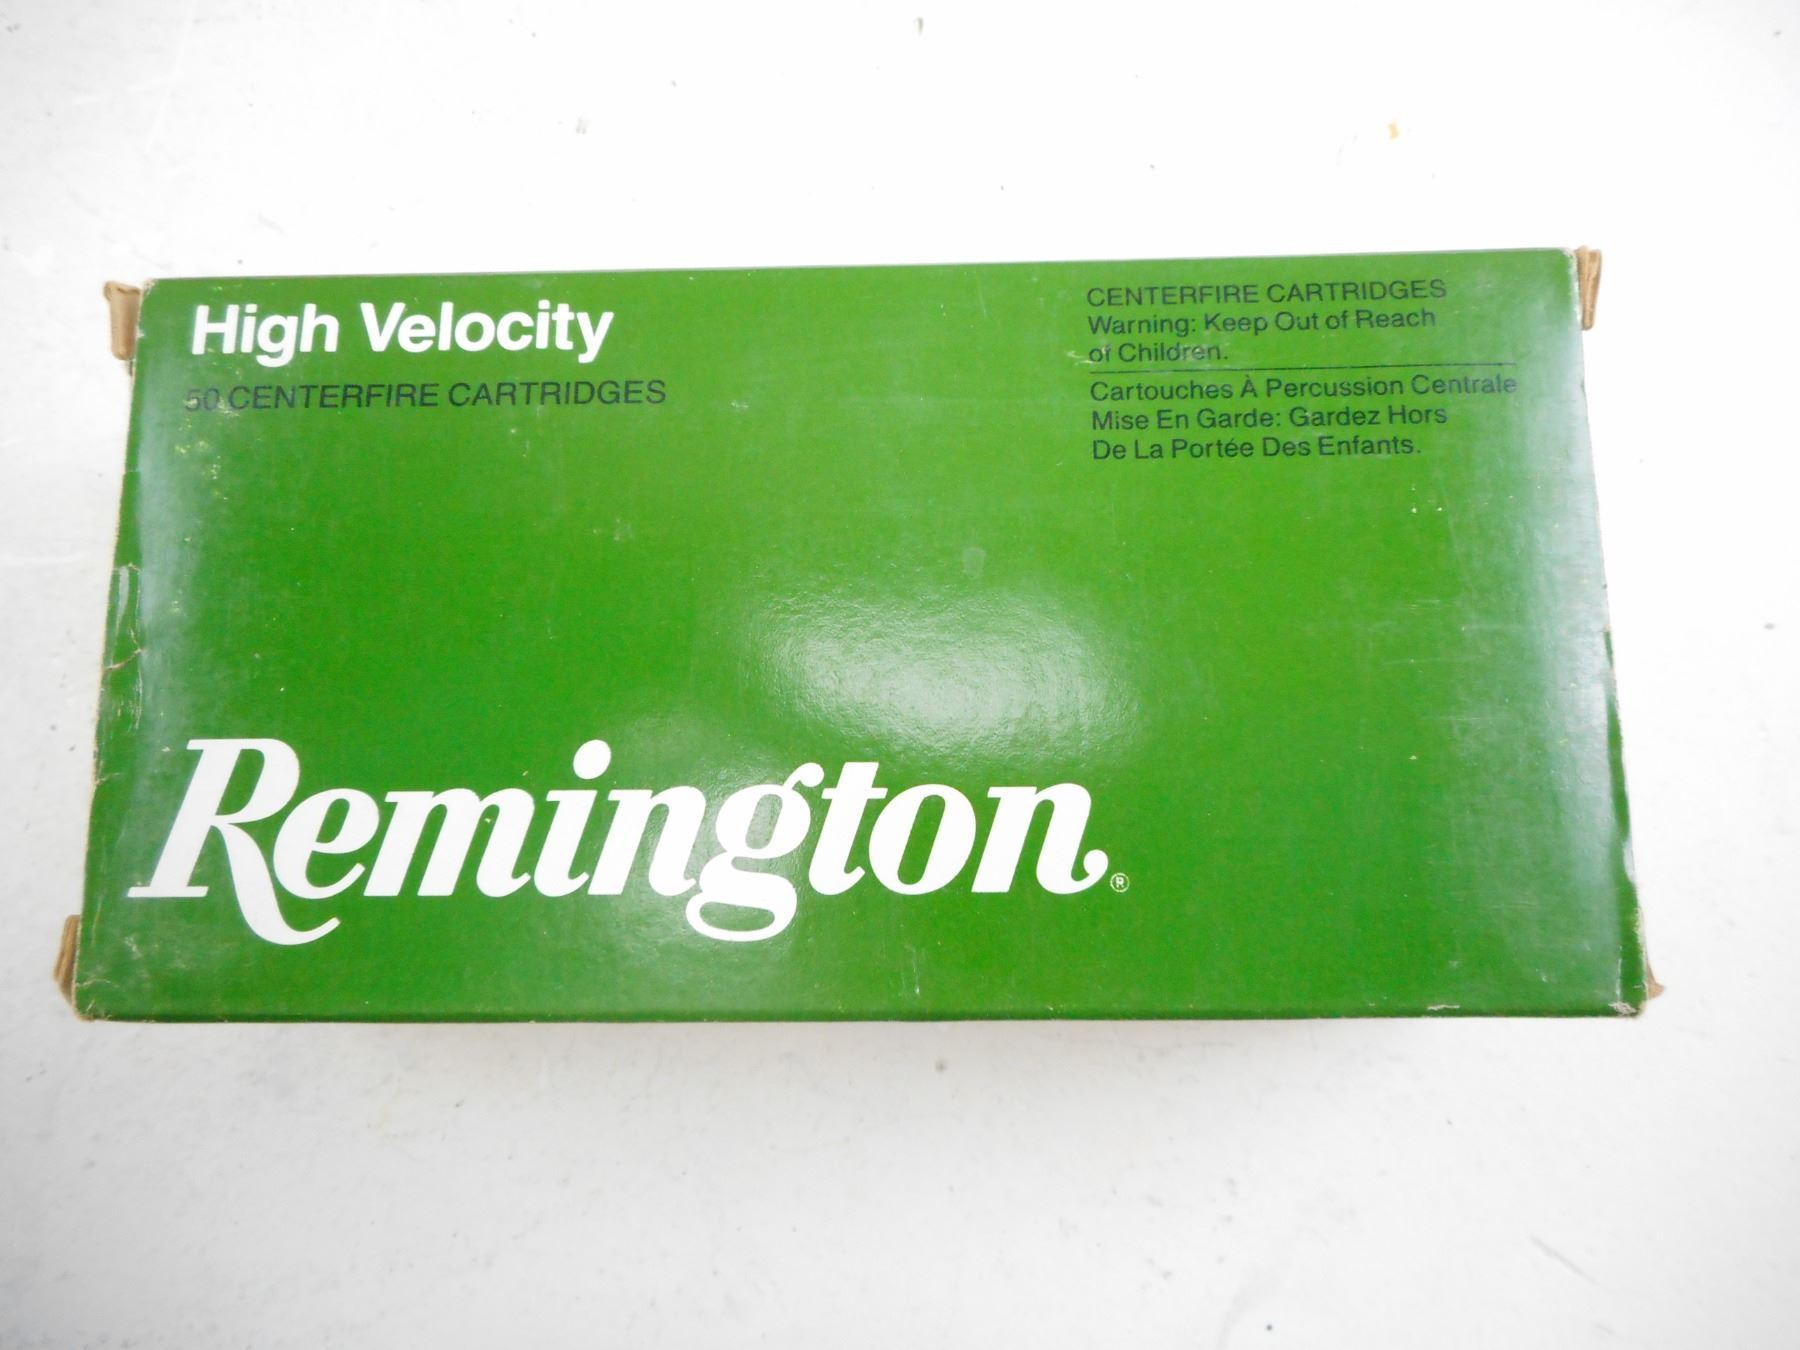 High Velocity
50 CENTERFIRE CARTRIDGES
CENTERFIRE CARTRIDGES
Warning: Keep Out of Reach
of Children.
Cartouches À Percussion Centrale
Mise En Garde: Gardez Hors
De La Portée Des Enfants.
Remington®